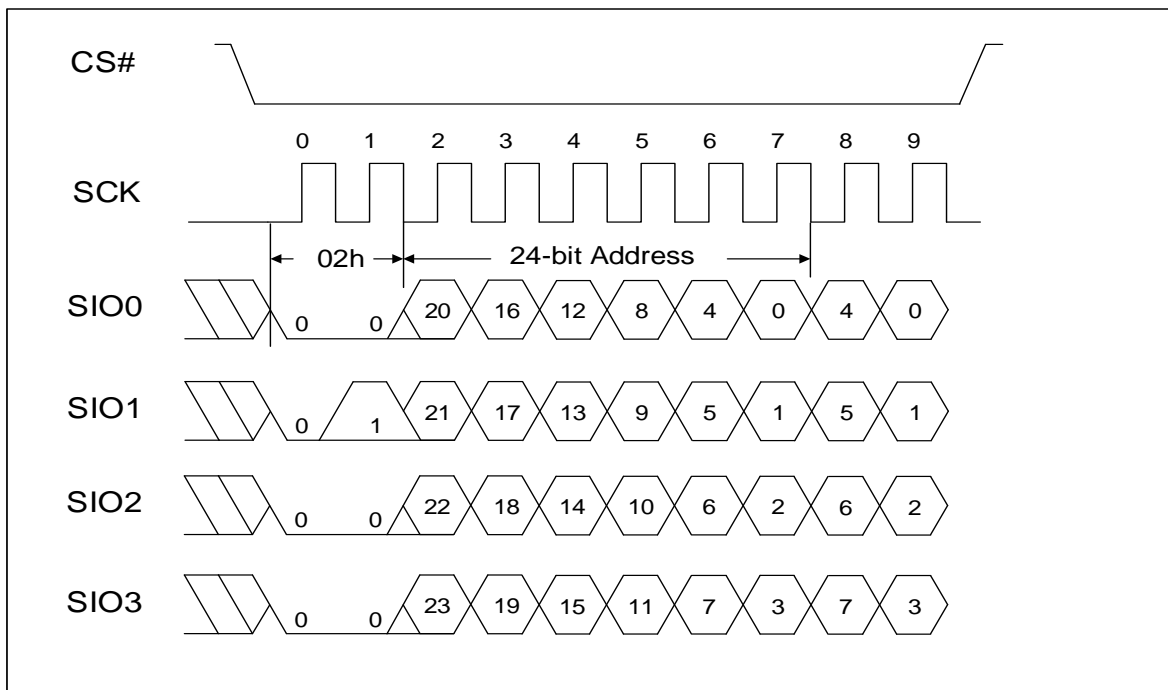 CS#
0 1 2 3 4 5 6 7 8 9
SCK
02h 24-bit Address
SIO0 0 0 20 16 12 8 4 0 4 0
SIO1 0 1 21 17 13 9 5 1 5 1
SIO2 0 0 22 18 14 10 6 2 6 2
SIO3 0 0 23 19 15 11 7 3 7 3